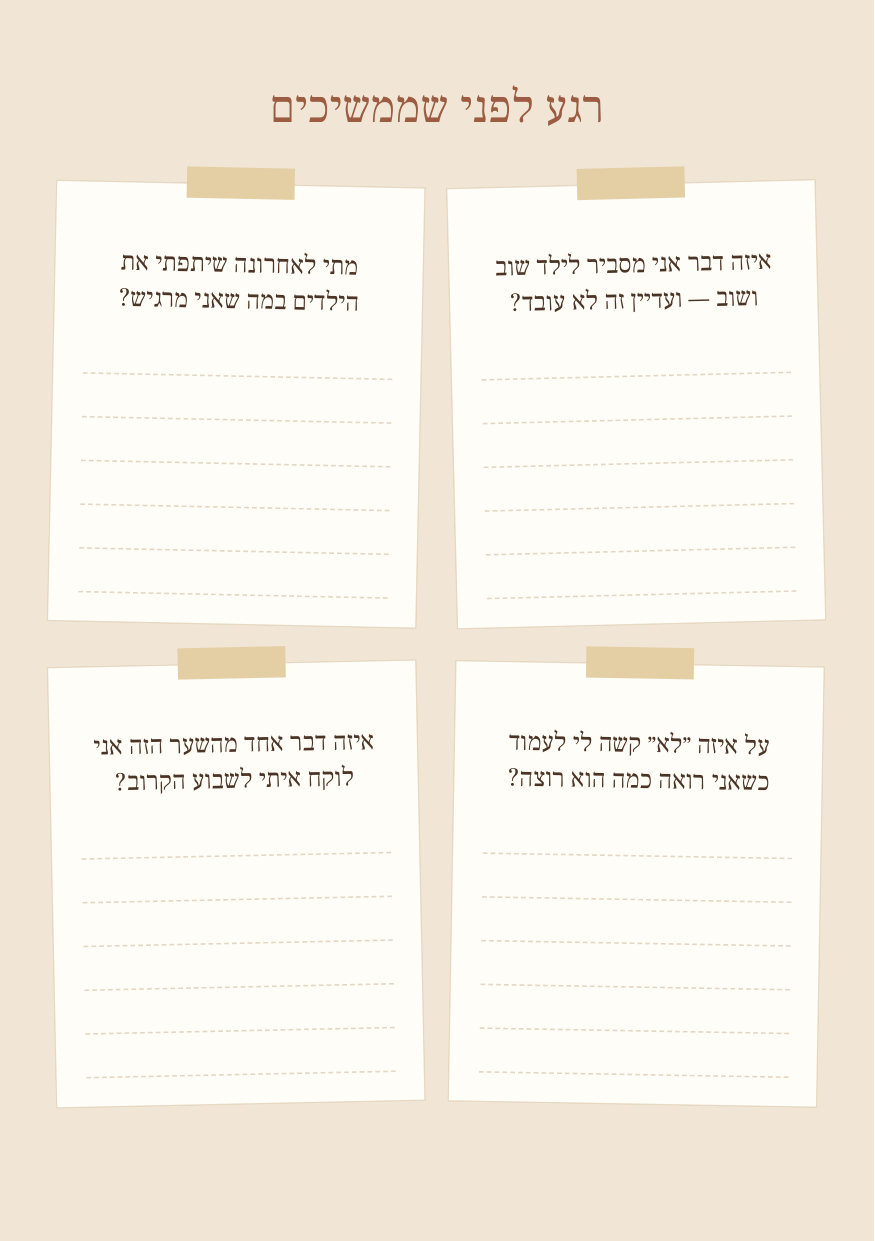 רגע לפני שממשיכים
איזה דבר אני מסביר לילד שוב
ושוב — ועדיין זה לא עובד?
מתי לאחרונה שיתפתי את
הילדים במה שאני מרגיש?
על איזה ״לא״ קשה לי לעמוד
כשאני רואה כמה הוא רוצה?
איזה דבר אחד מהשער הזה אני
לוקח איתי לשבוע הקרוב?